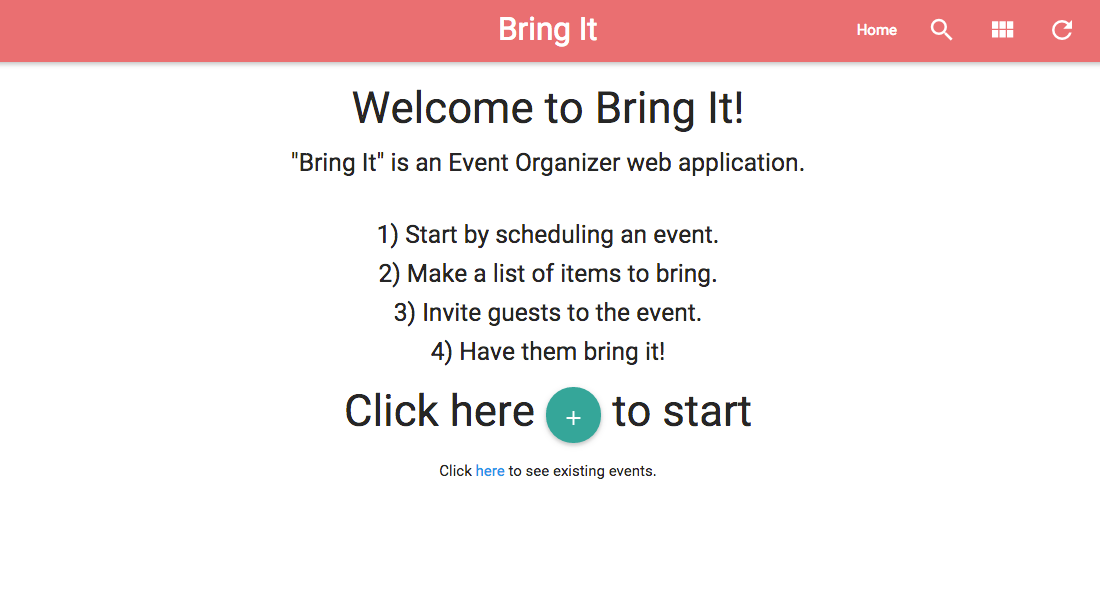 Bring It
Home
Welcome to Bring It!
"Bring It" is an Event Organizer web application.
1) Start by scheduling an event.
2) Make a list of items to bring.
3) Invite guests to the event.
4) Have them bring it!
Click here + to start
Click here to see existing events.